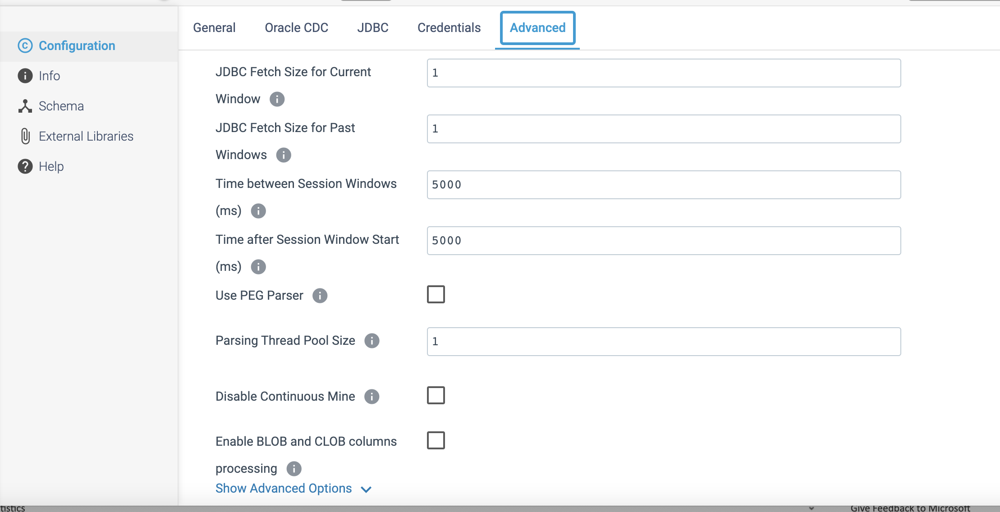 General Oracle CDC JDBC Credentials Advanced
Configuration
Info
Schema
External Libraries
Help
JDBC Fetch Size for Current
Window
1
JDBC Fetch Size for Past
Windows
1
Time between Session Windows
(ms)
5000
Time after Session Window Start
(ms)
5000
Use PEG Parser
Parsing Thread Pool Size
1
Disable Continuous Mine
Enable BLOB and CLOB columns
processing
Show Advanced Options
tistics
Give Feedback to Microsoft